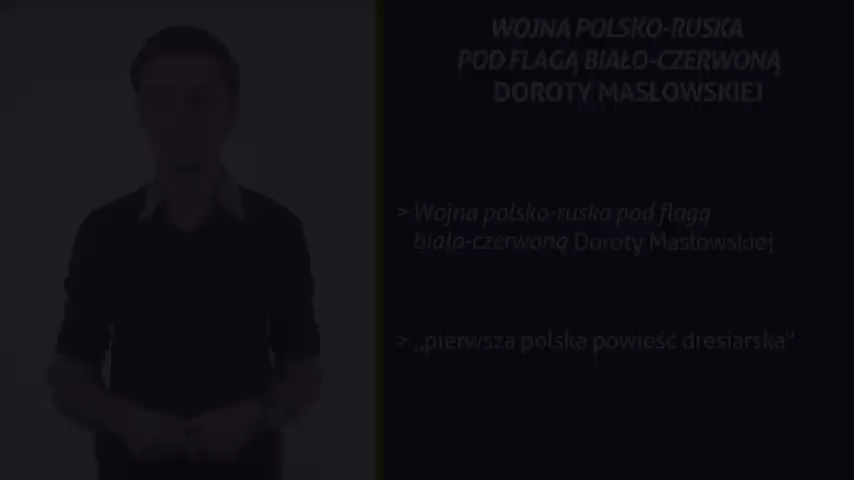 WOJNA POLSKO-RUSKA
POD FLAGĄ BIAŁO-CZERWONĄ
DOROTY MASŁOWSKIEJ
> Wojna polsko-ruska pod flagą
biało-czerwoną Doroty Masłowskiej
> „pierwsza polska powieść dresiarska”